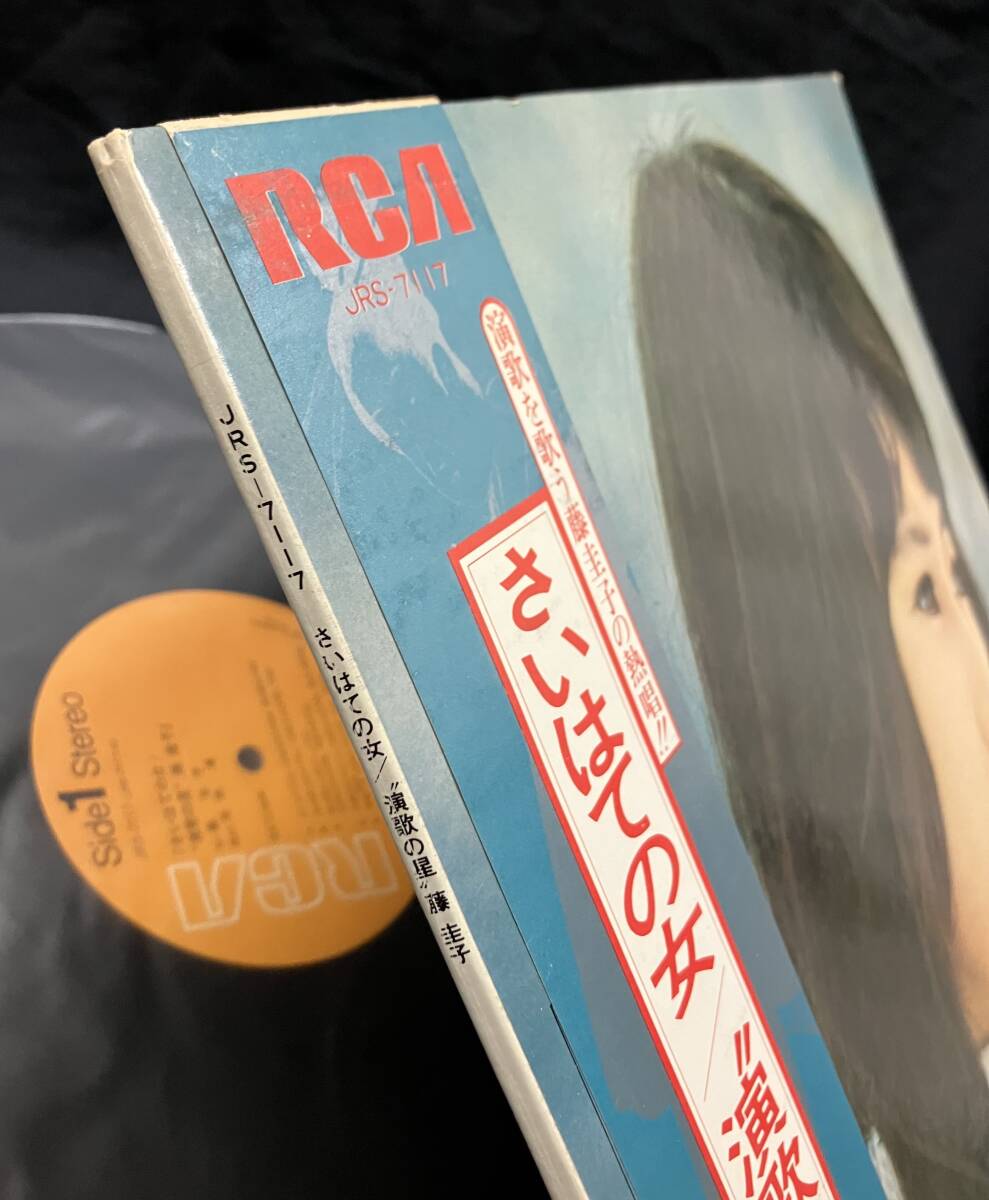 RCA
JRS-7117
演歌を歌う藤圭子の熱唱!!
さいはての女/"演歌
JRS-7117 さいはての女/"演歌の星"藤 圭子
Side 1 Stereo
RCA